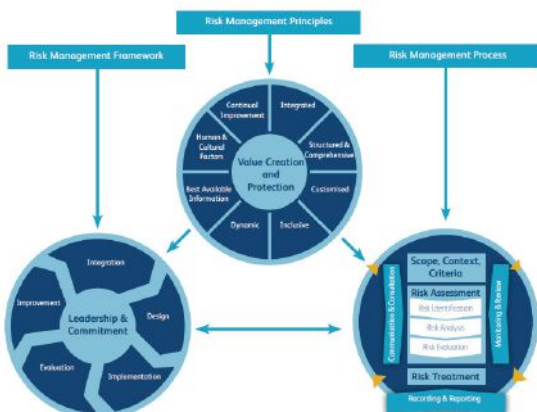 Risk Management Principles
Risk Management Framework
Risk Management Process
Continual
Improvement
Integrated
Human &
Cultural
Factors
Structured &
Comprehensive
Value Creation
and
Protection
Best Available
Information
Customised
Dynamic
Inclusive
Integration
Improvement
Design
Leadership &
Commitment
Evaluation
Implementation
Scope, Context,
Criteria
Communication & Consultation
Risk Assessment
Risk Identification
Risk Analysis
Risk Evaluation
Monitoring & Review
Risk Treatment
Recording & Reporting